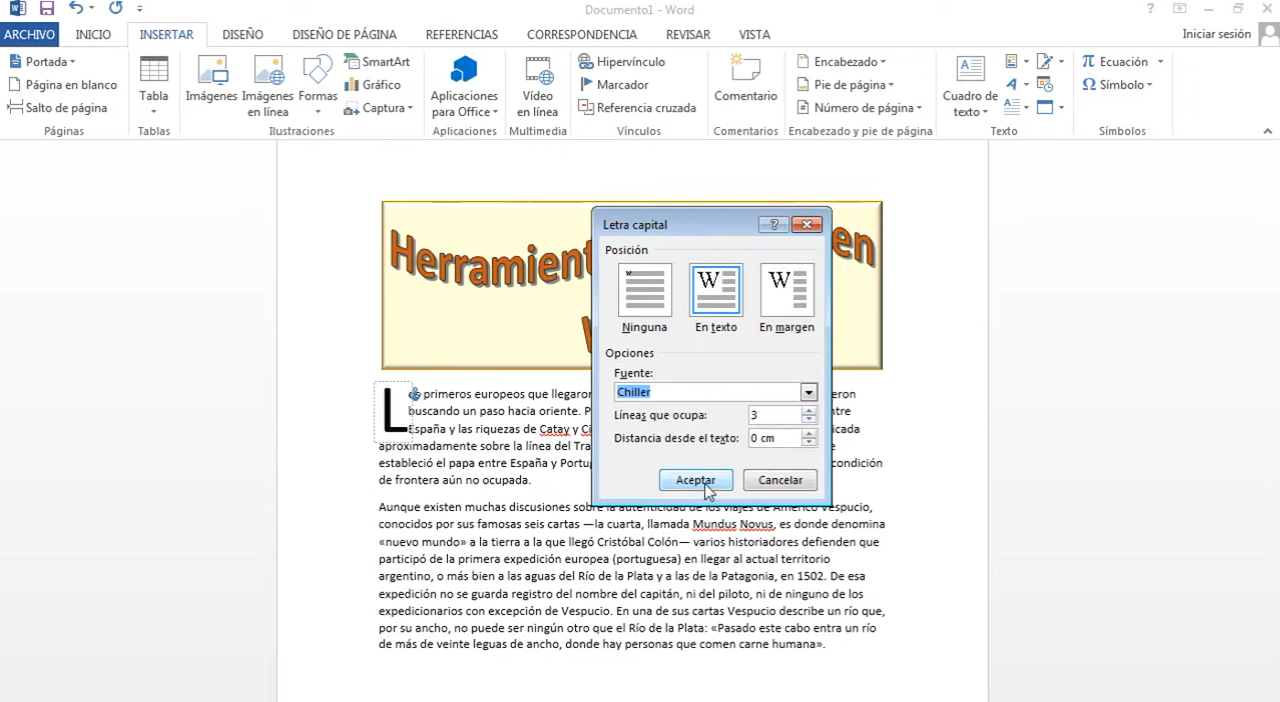 Documento1 - Word
ARCHIVO INICIO INSERTAR DISEÑO DISEÑO DE PÁGINA REFERENCIAS CORRESPONDENCIA REVISAR VISTA Iniciar sesión
Portada
Página en blanco
Salto de página
Páginas
Tabla
Tablas
Imágenes
Imágenes
en línea
Formas
SmartArt
Gráfico
Captura
Ilustraciones
Aplicaciones
para Office
Aplicaciones
Vídeo
en línea
Multimedia
Hipervínculo
Marcador
Referencia cruzada
Vínculos
Comentario
Comentarios
Encabezado
Pie de página
Número de página
Encabezado y pie de página
Cuadro de
texto
Texto
Ecuación
Símbolo
Símbolos
en
Letra capital
Posición
W W W
Ninguna En texto En margen
Opciones
Fuente:
Chiller
Líneas que ocupa: 3
Distancia desde el texto: 0 cm
Aceptar Cancelar
L primeros europeos que llegaron
buscando un paso hacia oriente.
España y las riquezas de Catay y
aproximadamente sobre la línea del
estableció el papa entre España y
de frontera aún no ocupada.
Aunque existen muchas discusiones sobre la autenticidad de los viajes de Américo Vespucio,
conocidos por sus famosas seis cartas —la cuarta, llamada Mundus Novus, es donde denomina
«nuevo mundo» a la tierra a la que llegó Cristóbal Colón— varios historiadores defienden que
participó de la primera expedición europea (portuguesa) en llegar al actual territorio
argentino, o más bien a las aguas del Río de la Plata y a las de la Patagonia, en 1502. De esa
expedición no se guarda registro del nombre del capitán, ni del piloto, ni de ninguno de los
expedicionarios con excepción de Vespucio. En una de sus cartas Vespucio describe un río que,
por su ancho, no puede ser ningún otro que el Río de la Plata: «Pasado este cabo entra un río
de más de veinte leguas de ancho, donde hay personas que comen carne humana».